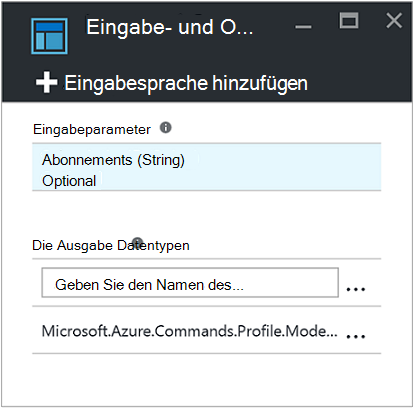 Eingabe- und O...
Eingabesprache hinzufügen
Eingabeparameter
Abonnements (String)
Optional
Die Ausgabe Datentypen
Geben Sie den Namen des...
Microsoft.Azure.Commands.Profile.Mode...